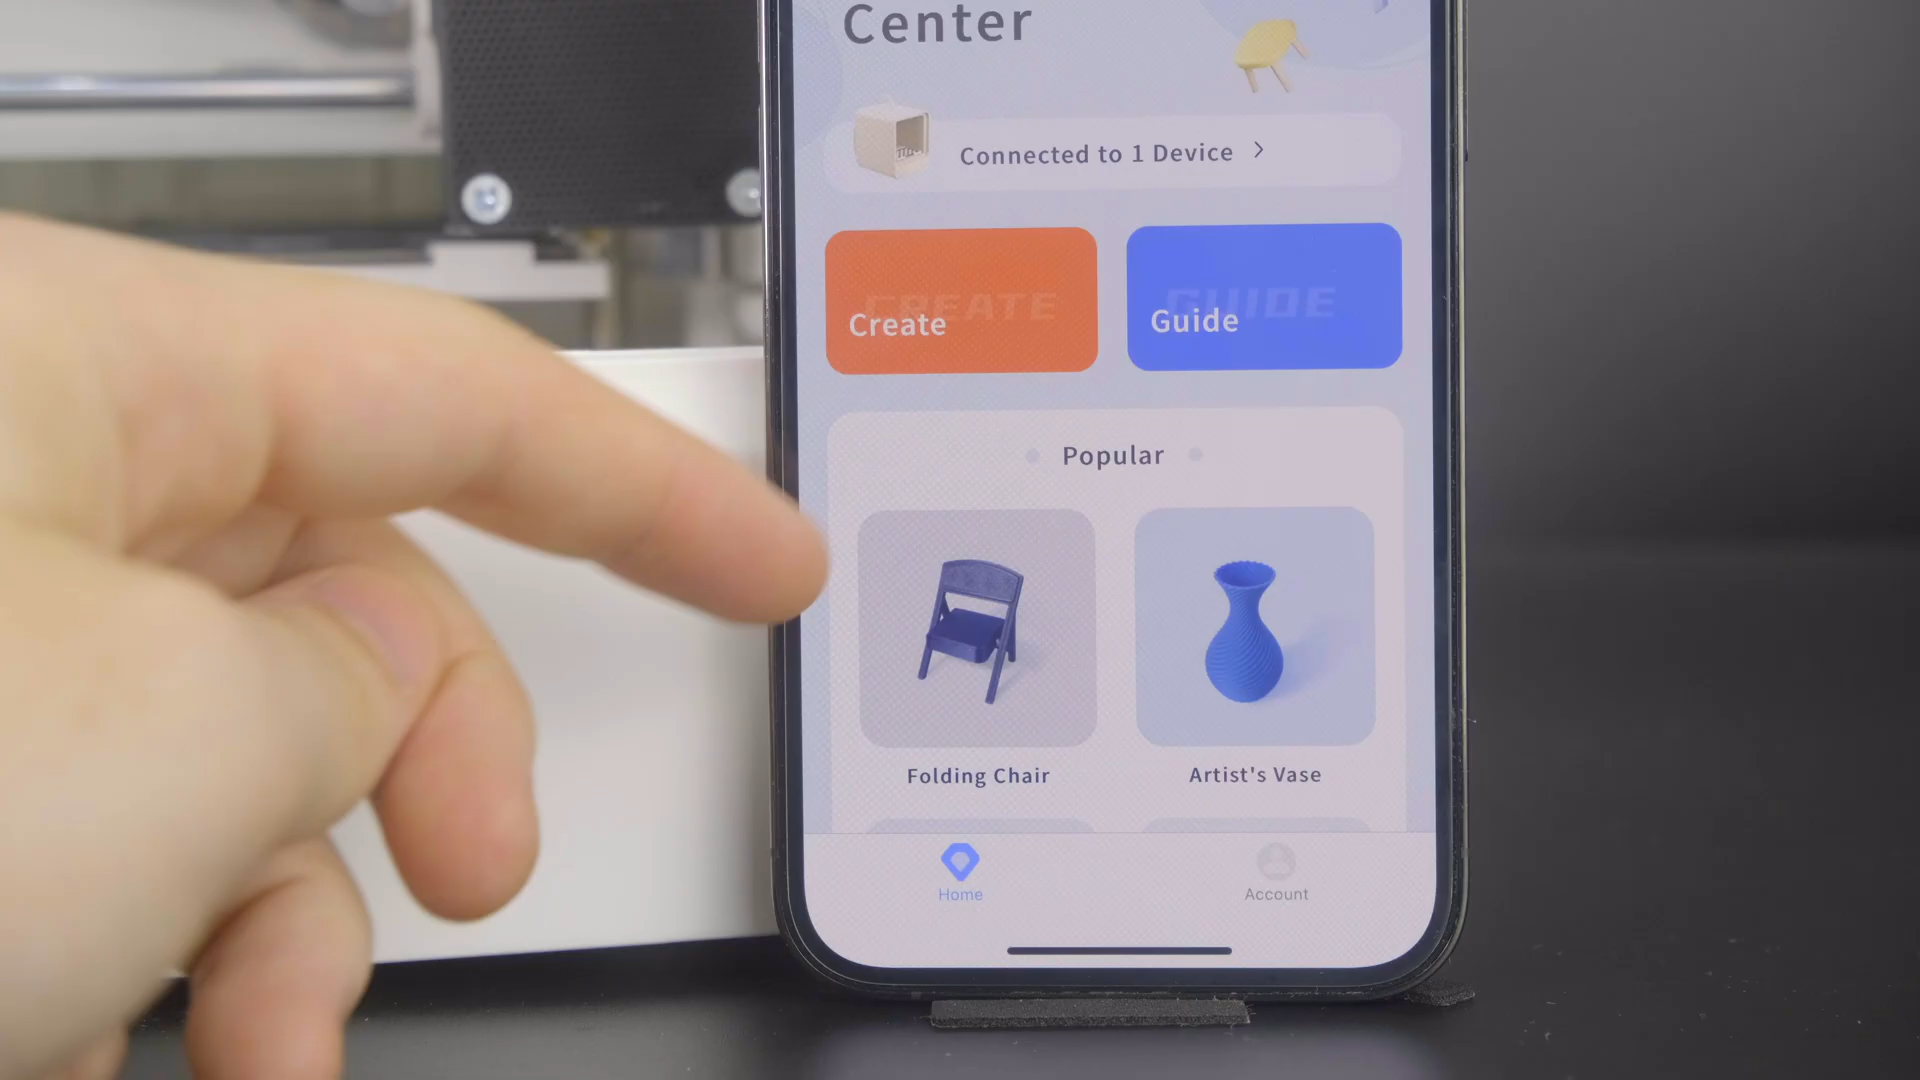 Center
Connected to 1 Device >
CREATE
Create
GUIDE
Guide
Popular
Folding Chair
Artist's Vase
Home
Account